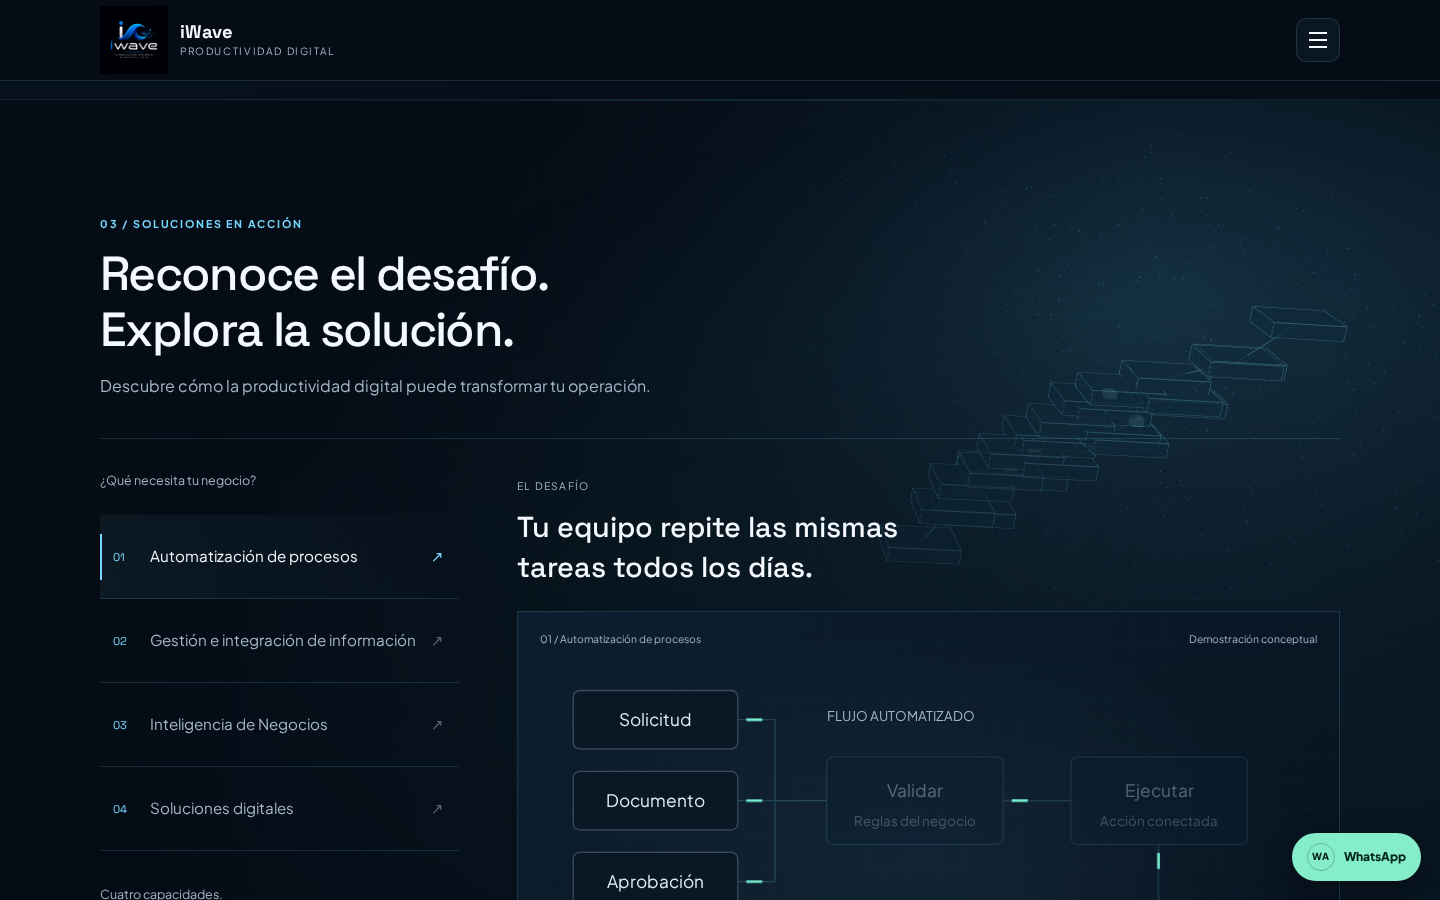 iwave
iWave
PRODUCTIVIDAD DIGITAL
03 / SOLUCIONES EN ACCIÓN
Reconoce el desafío.
Explora la solución.
Descubre cómo la productividad digital puede transformar tu operación.
¿Qué necesita tu negocio?
01 Automatización de procesos ↗
02 Gestión e integración de información ↗
03 Inteligencia de Negocios ↗
04 Soluciones digitales ↗
Cuatro capacidades.
EL DESAFÍO
Tu equipo repite las mismas
tareas todos los días.
01 / Automatización de procesos
Demostración conceptual
Solicitud
Documento
Aprobación
FLUJO AUTOMATIZADO
Validar
Reglas del negocio
Ejecutar
Acción conectada
WA WhatsApp